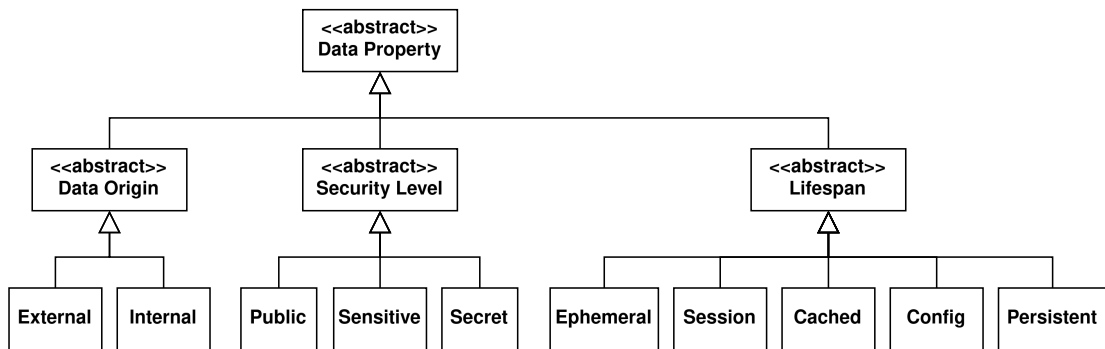 <<abstract>>
Data Property
<<abstract>>
Data Origin
<<abstract>>
Security Level
<<abstract>>
Lifespan
External
Internal
Public
Sensitive
Secret
Ephemeral
Session
Cached
Config
Persistent